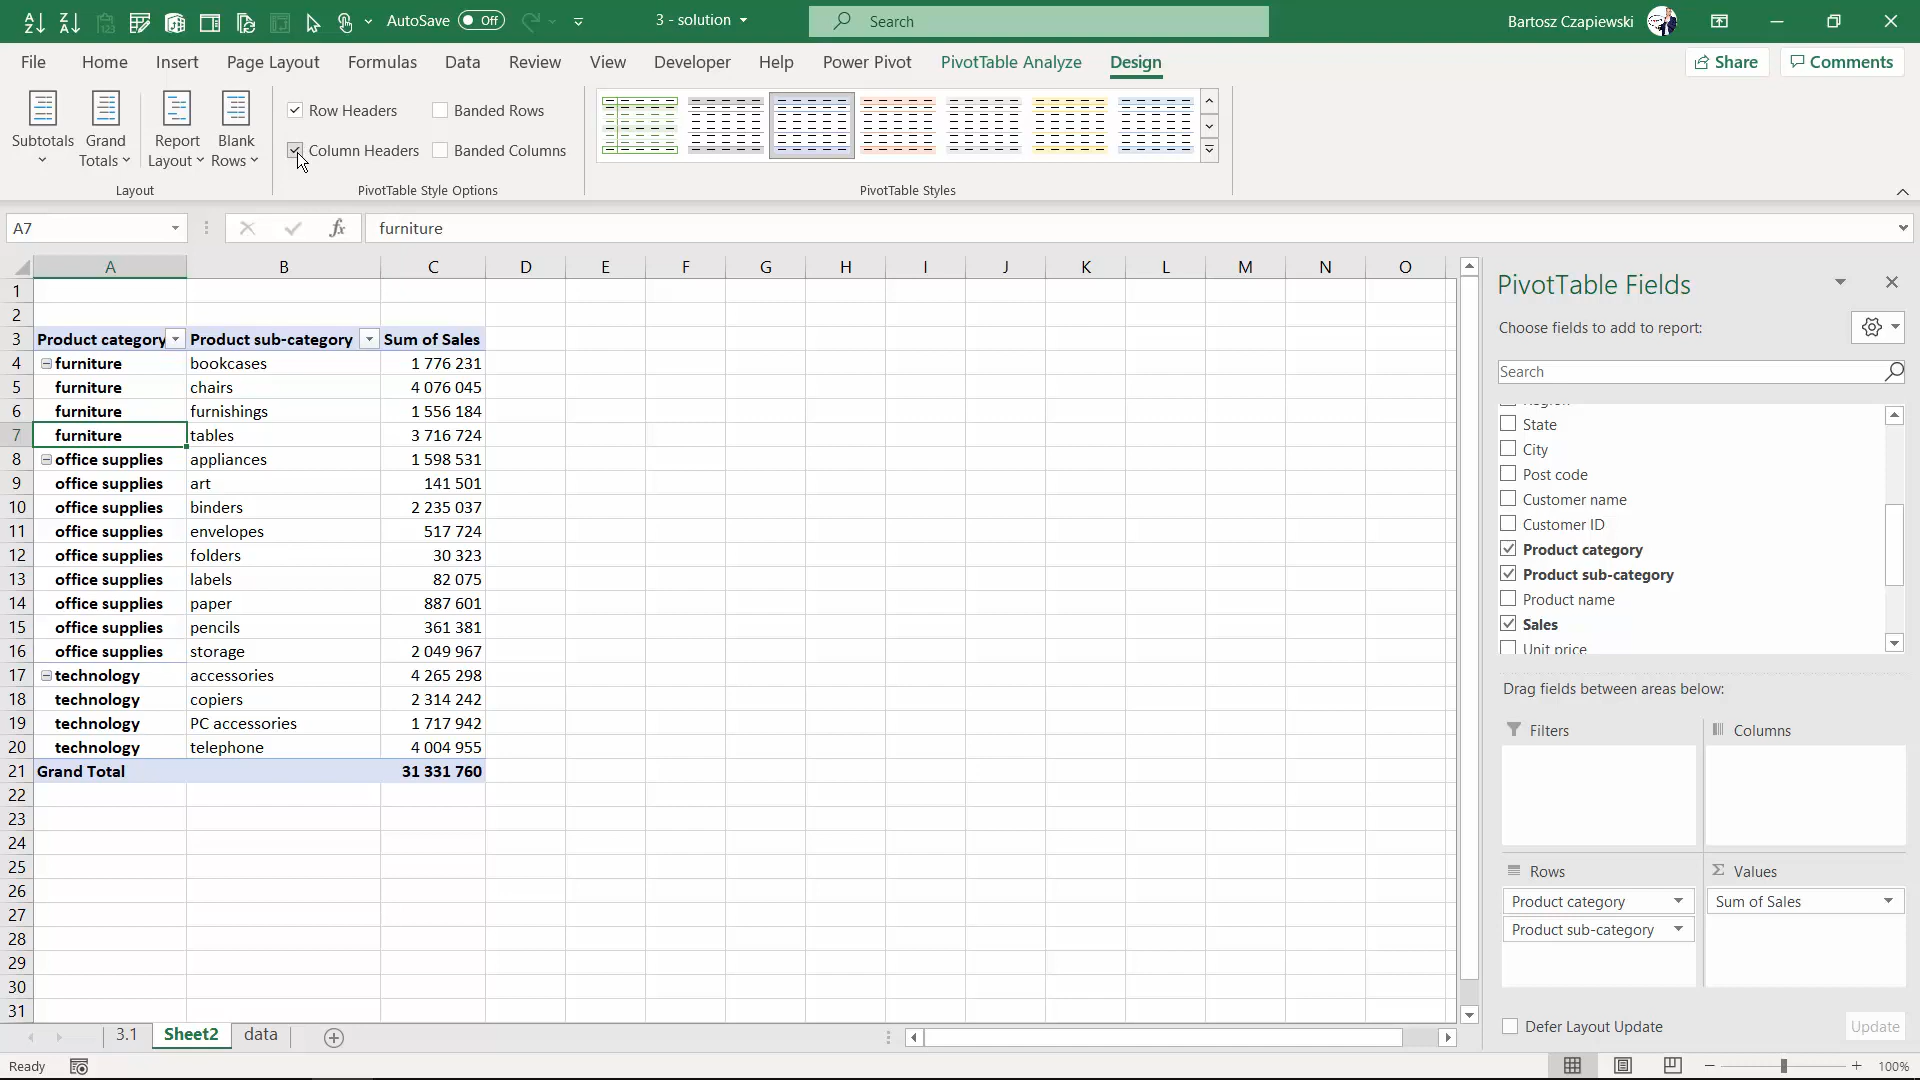 AutoSave Off 3 - solution Search Bartosz Czapiewski
File Home Insert Page Layout Formulas Data Review View Developer Help Power Pivot PivotTable Analyze Design Share Comments
Subtotals Grand Totals Report Layout Blank Rows
Layout
Row Headers Banded Rows
Column Headers Banded Columns
PivotTable Style Options
PivotTable Styles
A7 fx furniture
A B C D E F G H I J K L M N O
1
2
3 Product category Product sub-category Sum of Sales
4 furniture bookcases 1 776 231
5 furniture chairs 4 076 045
6 furniture furnishings 1 556 184
7 furniture tables 3 716 724
8 office supplies appliances 1 598 531
9 office supplies art 141 501
10 office supplies binders 2 235 037
11 office supplies envelopes 517 724
12 office supplies folders 30 323
13 office supplies labels 82 075
14 office supplies paper 887 601
15 office supplies pencils 361 381
16 office supplies storage 2 049 967
17 technology accessories 4 265 298
18 technology copiers 2 314 242
19 technology PC accessories 1 717 942
20 technology telephone 4 004 955
21 Grand Total 31 331 760
22
23
24
25
26
27
28
29
30
31
PivotTable Fields
Choose fields to add to report:
Search
Region
State
City
Post code
Customer name
Customer ID
Product category
Product sub-category
Product name
Sales
Unit price
Drag fields between areas below:
Filters Columns
Rows Σ Values
Product category Sum of Sales
Product sub-category
Defer Layout Update Update
3.1 Sheet2 data
Ready 100%